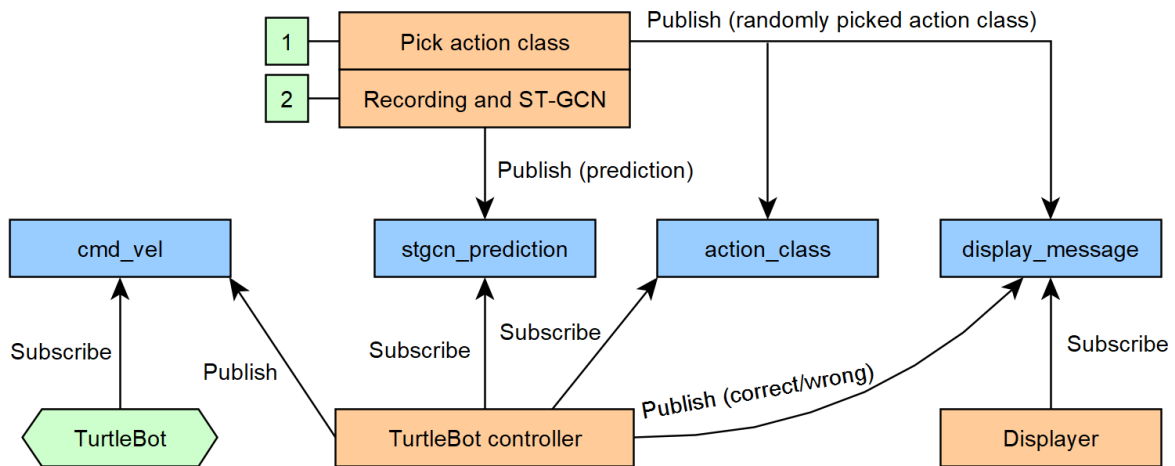 Publish (randomly picked action class)
1
Pick action class
2
Recording and ST-GCN
Publish (prediction)
cmd_vel
stgcn_prediction
action_class
display_message
Subscribe
Publish
Subscribe
Subscribe
Publish (correct/wrong)
Subscribe
TurtleBot
TurtleBot controller
Displayer